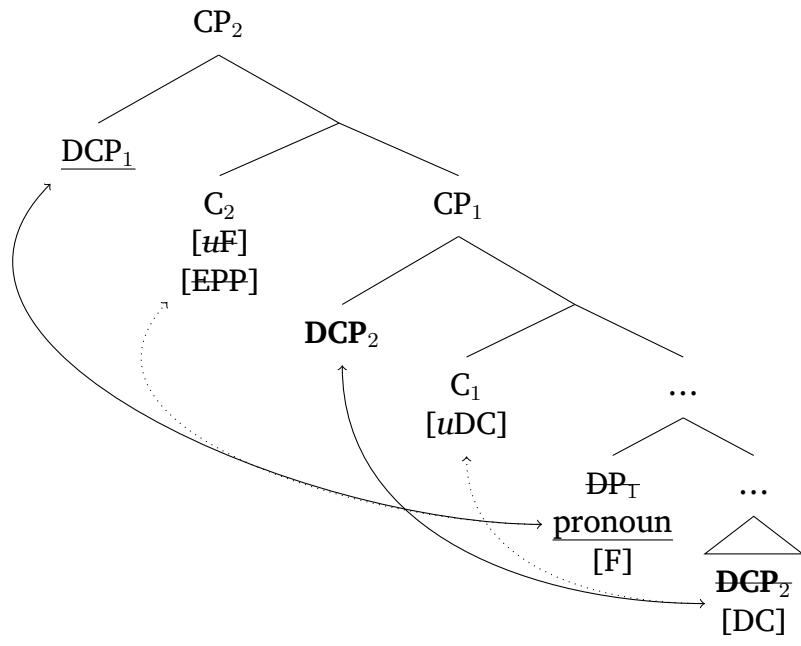 CP₂
DCP₁
C₂
[uF]
[EPP]
CP₁
DCP₂
C₁
[uDC]
...
DP₁
pronoun
[F]
...
DCP₂
[DC]